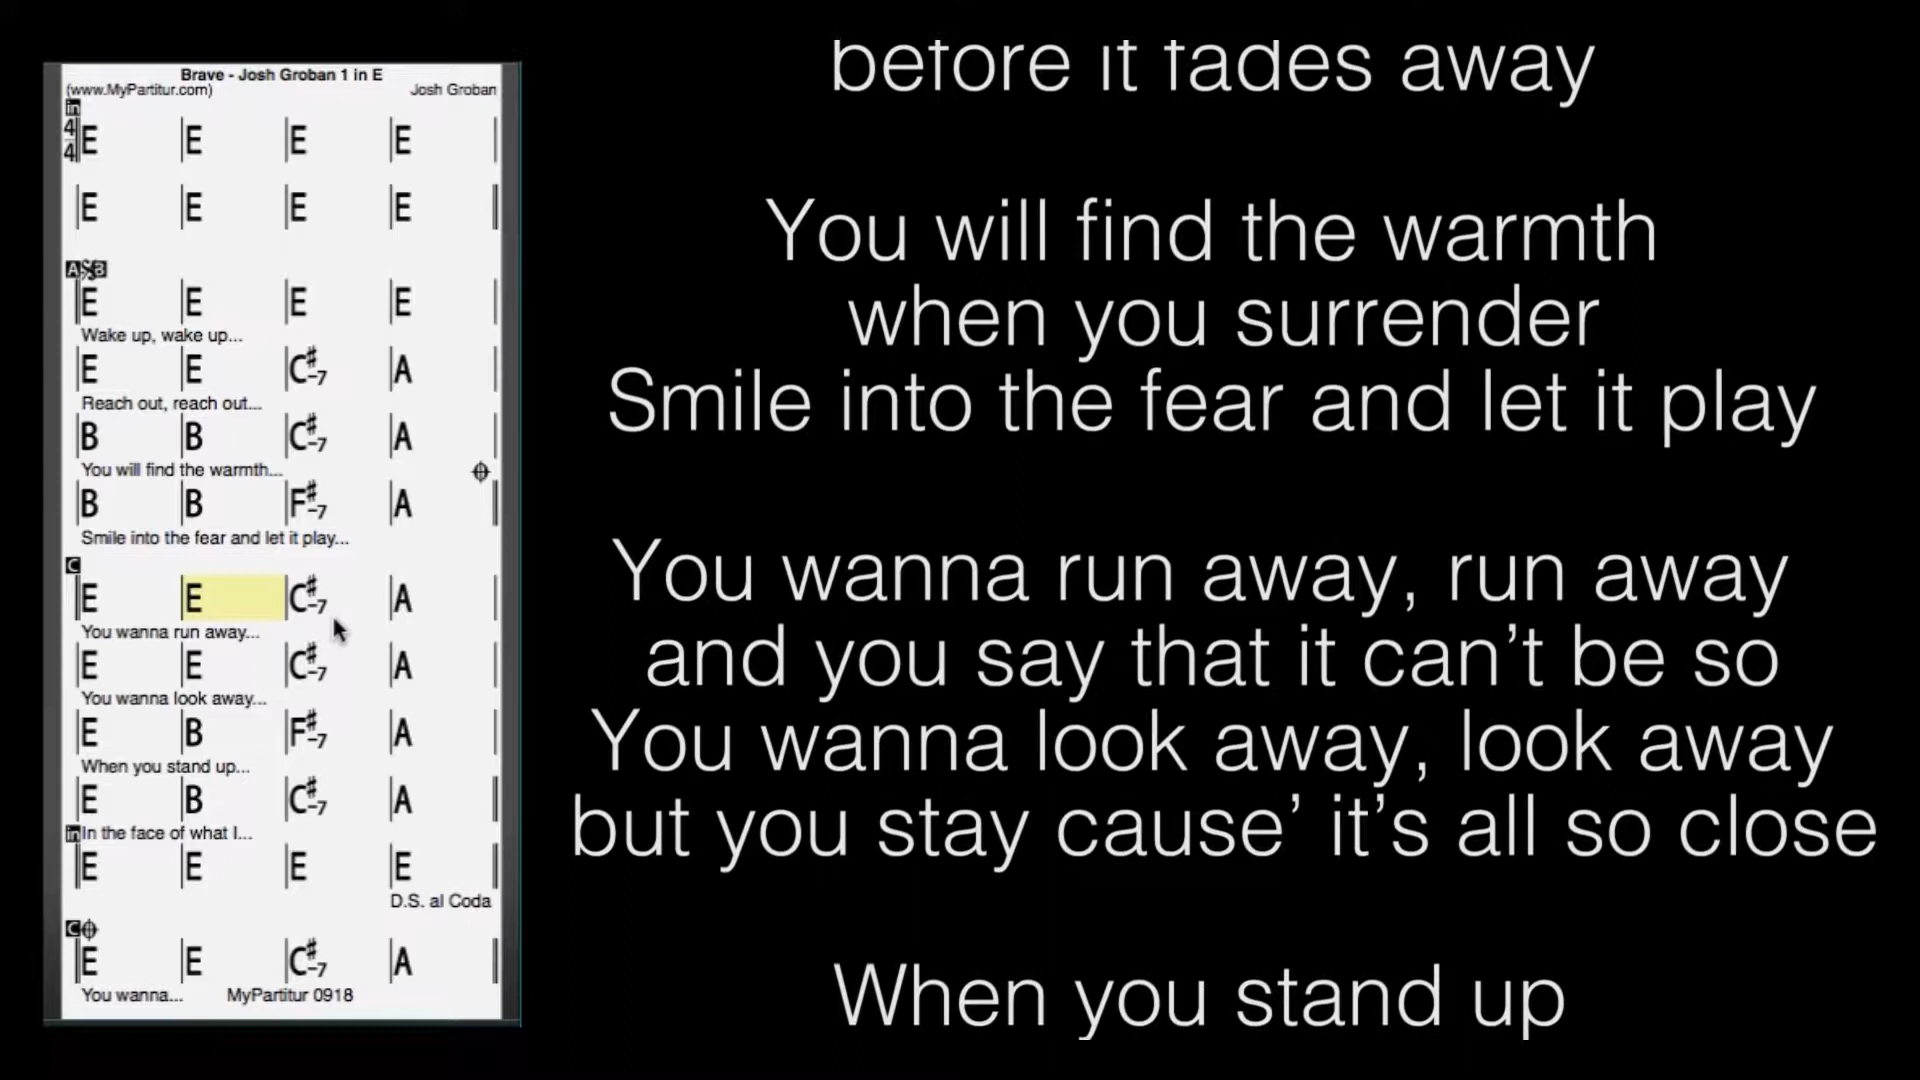 Brave - Josh Groban 1 in E
(www.MyPartitur.com) Josh Groban
in
4/4 E E E E
E E E E
A 𝄋 B
E E E E
Wake up, wake up...
E E C#-7 A
Reach out, reach out...
B B C#-7 A
You will find the warmth...
B B F#-7 A
Smile into the fear and let it play...
C
E E C#-7 A
You wanna run away...
E E C#-7 A
You wanna look away...
E B F#-7 A
When you stand up...
E B C#-7 A
in In the face of what I...
E E E E
D.S. al Coda
C 𝄌
E E C#-7 A
You wanna... MyPartitur 0918
before it fades away
You will find the warmth
when you surrender
Smile into the fear and let it play
You wanna run away, run away
and you say that it can’t be so
You wanna look away, look away
but you stay cause’ it’s all so close
When you stand up